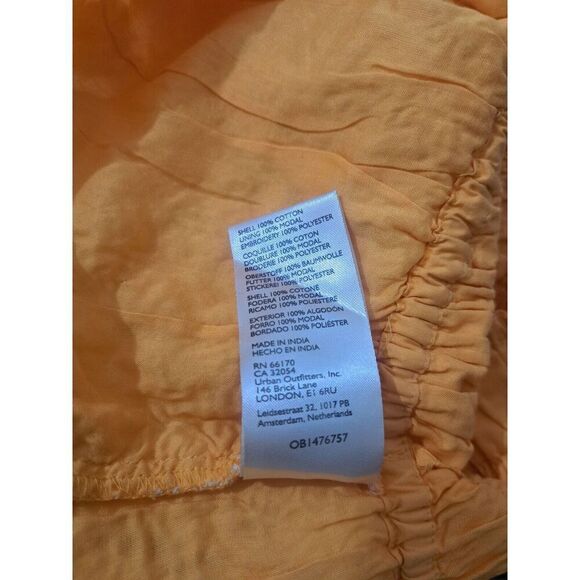 SHELL 100% COTTON
LINING 100% MODAL
EMBROIDERY 100% POLYESTER
COQUILLE 100% COTON
DOUBLURE 100% MODAL
BRODERIE 100% POLYESTER
OBERSTOFF 100% BAUMWOLLE
FUTTER 100% MODAL
STICKEREI 100% POLYESTER
SHELL 100% COTONE
FODERA 100% MODAL
RICAMO 100% POLIESTERE
EXTERIOR 100% ALGODÓN
FORRO 100% MODAL
BORDADO 100% POLIÉSTER
MADE IN INDIA
HECHO EN INDIA
RN 66170
CA 32054
Urban Outfitters, Inc.
146 Brick Lane
LONDON, E1 6RU
Leidsestraat 32, 1017 PB
Amsterdam, Netherlands
OB1476757